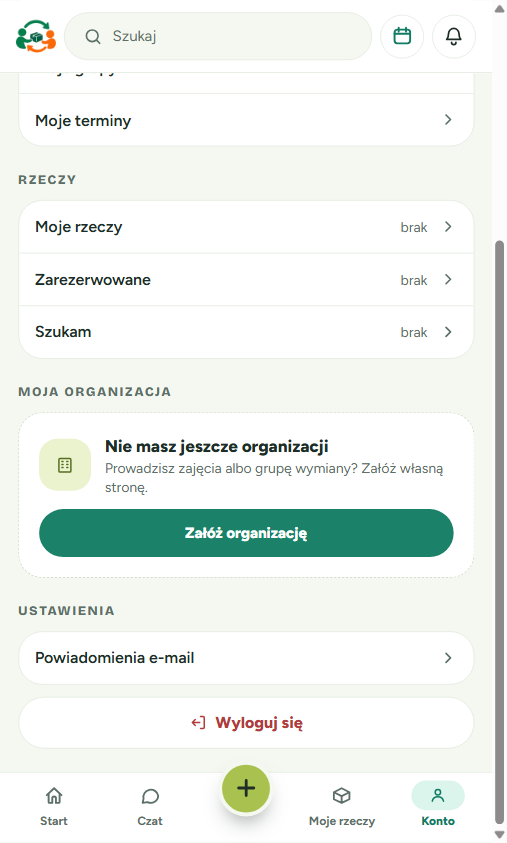 Szukaj
Moje terminy
RZECZY
Moje rzeczy brak
Zarezerwowane brak
Szukam brak
MOJA ORGANIZACJA
Nie masz jeszcze organizacji
Prowadzisz zajęcia albo grupę wymiany? Załóż własną
stronę.
Załóż organizację
USTAWIENIA
Powiadomienia e-mail
Wyloguj się
Start Czat Moje rzeczy Konto